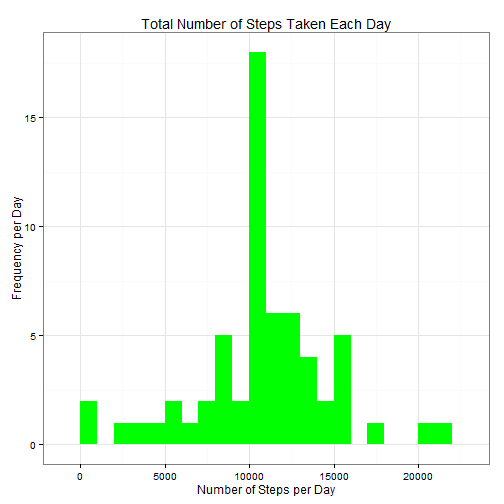 Total Number of Steps Taken Each Day
15
10
5
0
Frequency per Day
0 5000 10000 15000 20000
Number of Steps per Day